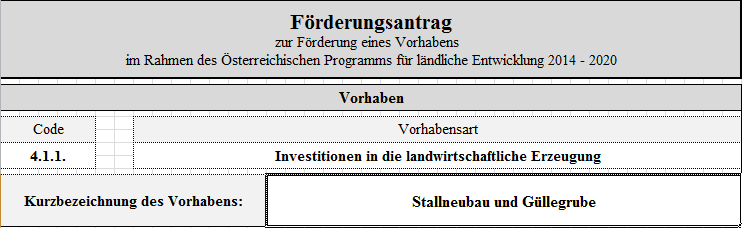 Förderungsantrag
zur Förderung eines Vorhabens
im Rahmen des Österreichischen Programms für ländliche Entwicklung 2014 - 2020
Vorhaben
Code Vorhabensart
4.1.1. Investitionen in die landwirtschaftliche Erzeugung
Kurzbezeichnung des Vorhabens: Stallneubau und Güllegrube